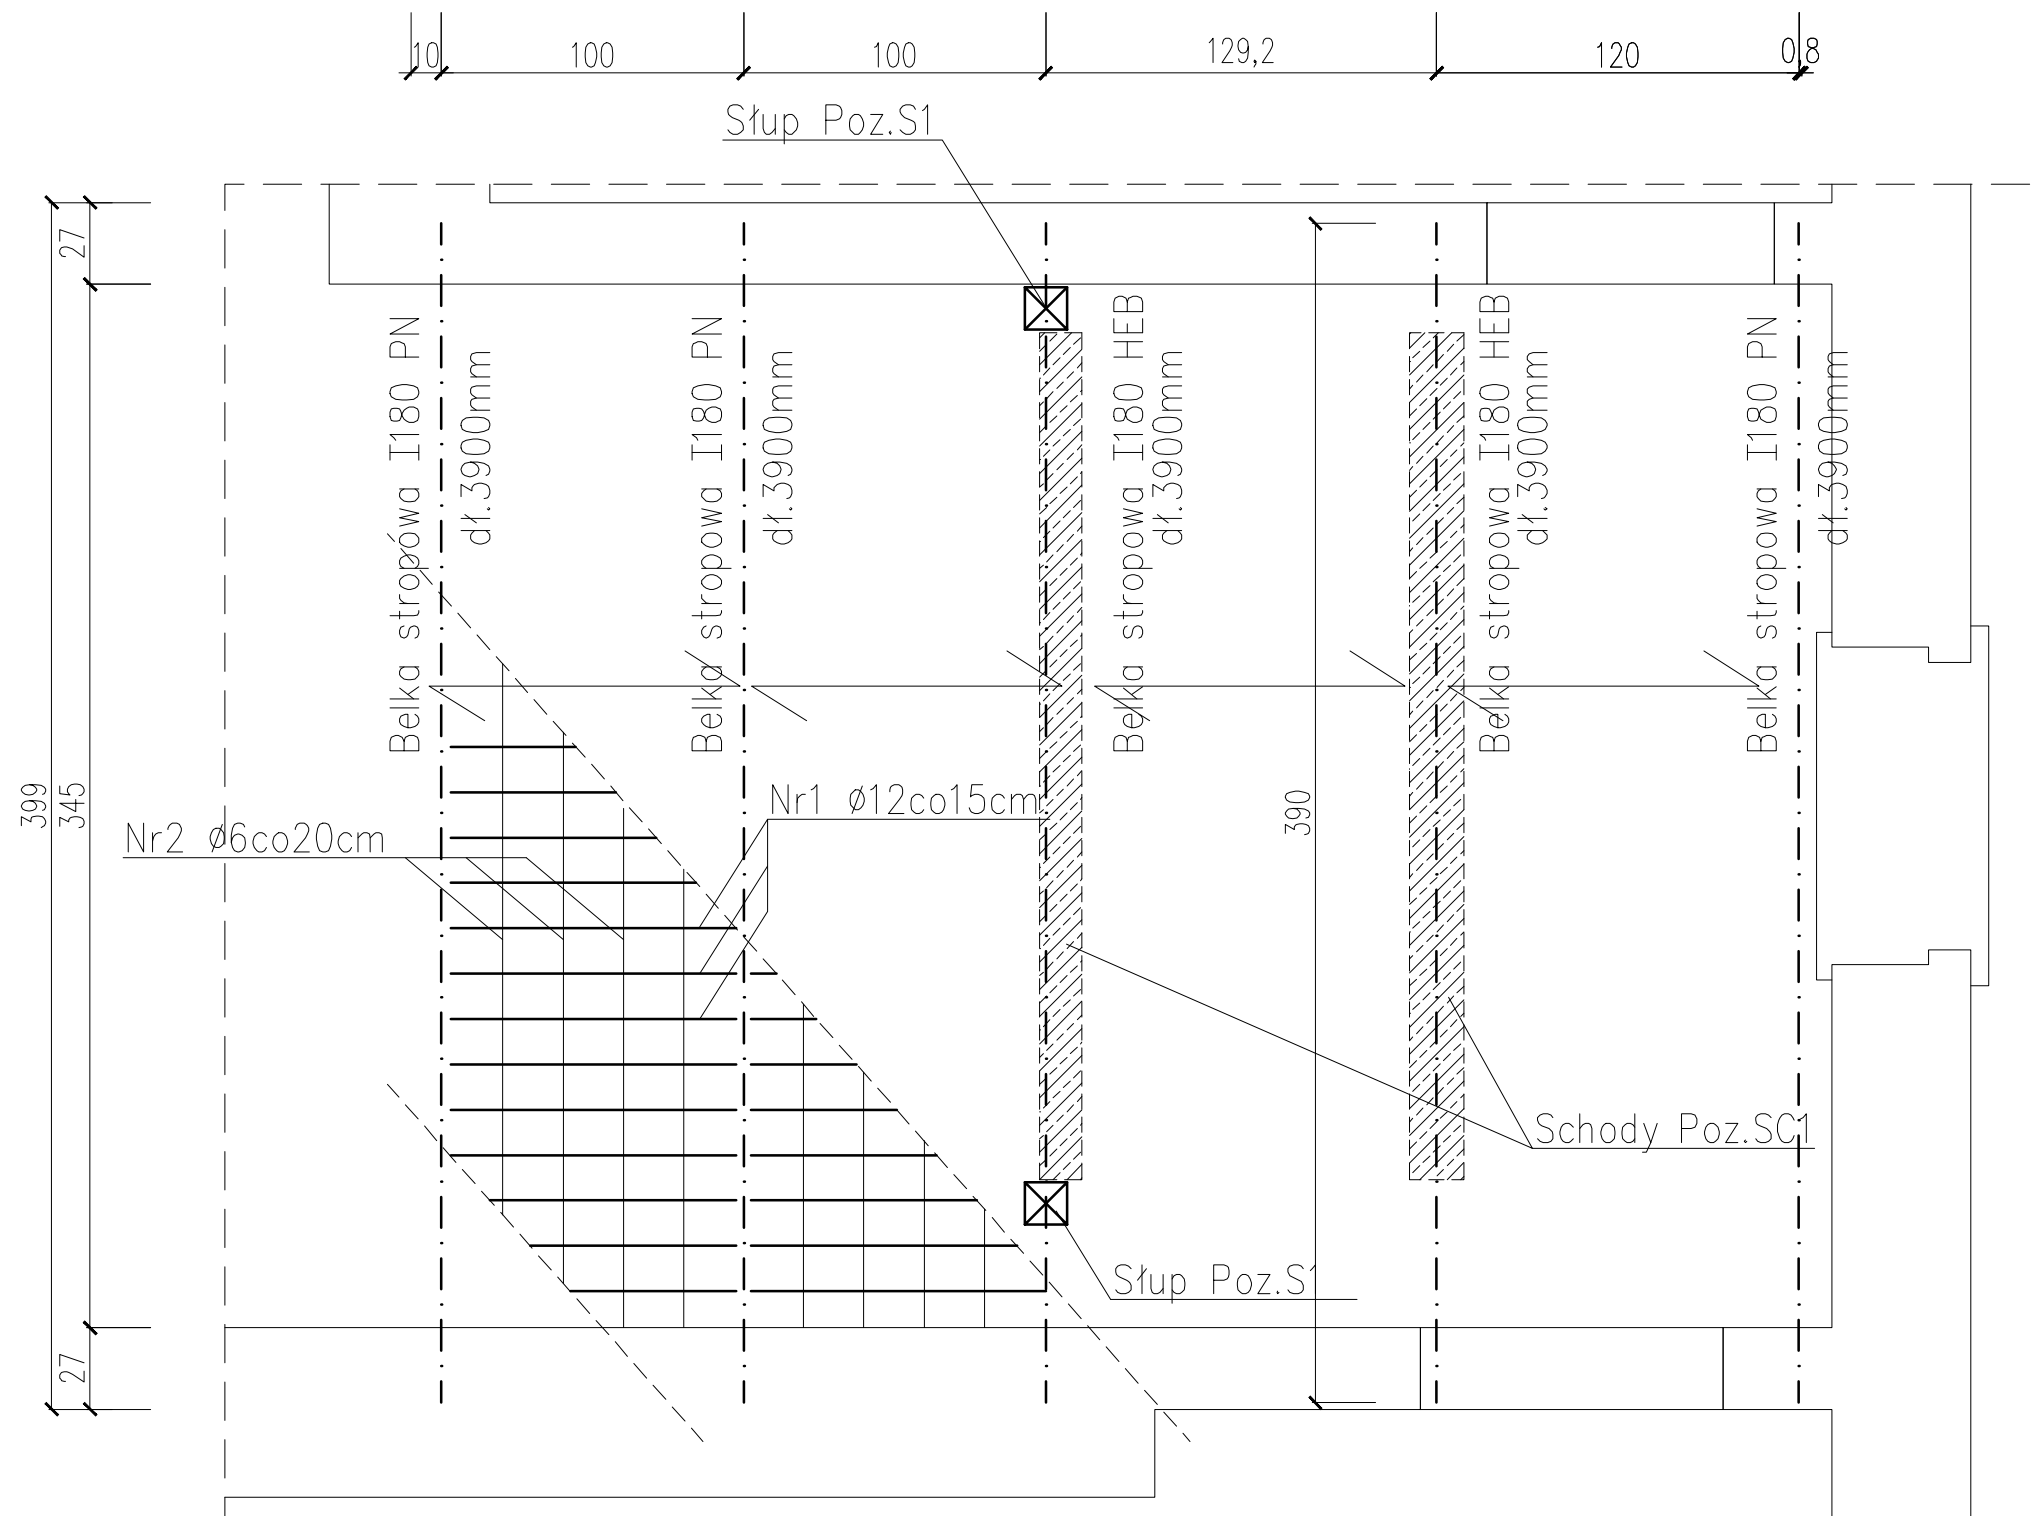 10
100
100
129,2
120
0,8
Słup Poz.S1
27
345
27
399
390
Belka stropówa I180 PN
dł.3900mm
Belka stropowa I180 PN
dł.3900mm
Belka stropowa I180 HEB
dł.3900mm
Belka stropowa I180 HEB
dł.3900mm
Belka stropowa I180 PN
dł.3900mm
Nr1 ø12co15cm
Nr2 ø6co20cm
Schody Poz.SC1
Słup Poz.S1